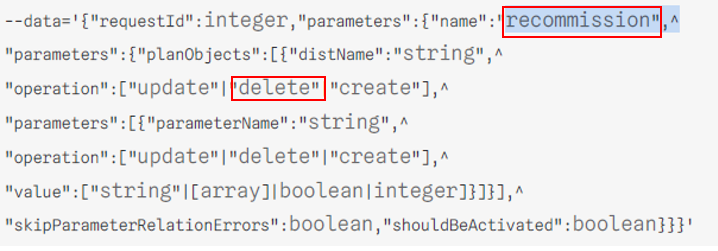 --data='{"requestId":integer,"parameters":{"name":"recommission",^
"parameters":{"planObjects":[{"distName":"string",^
"operation":["update"|"delete" "create"],^
"parameters":[{"parameterName":"string",^
"operation":["update"|"delete"|"create"],^
"value":["string"|[array]|boolean|integer]}]}],^
"skipParameterRelationErrors":boolean,"shouldBeActivated":boolean}}}'